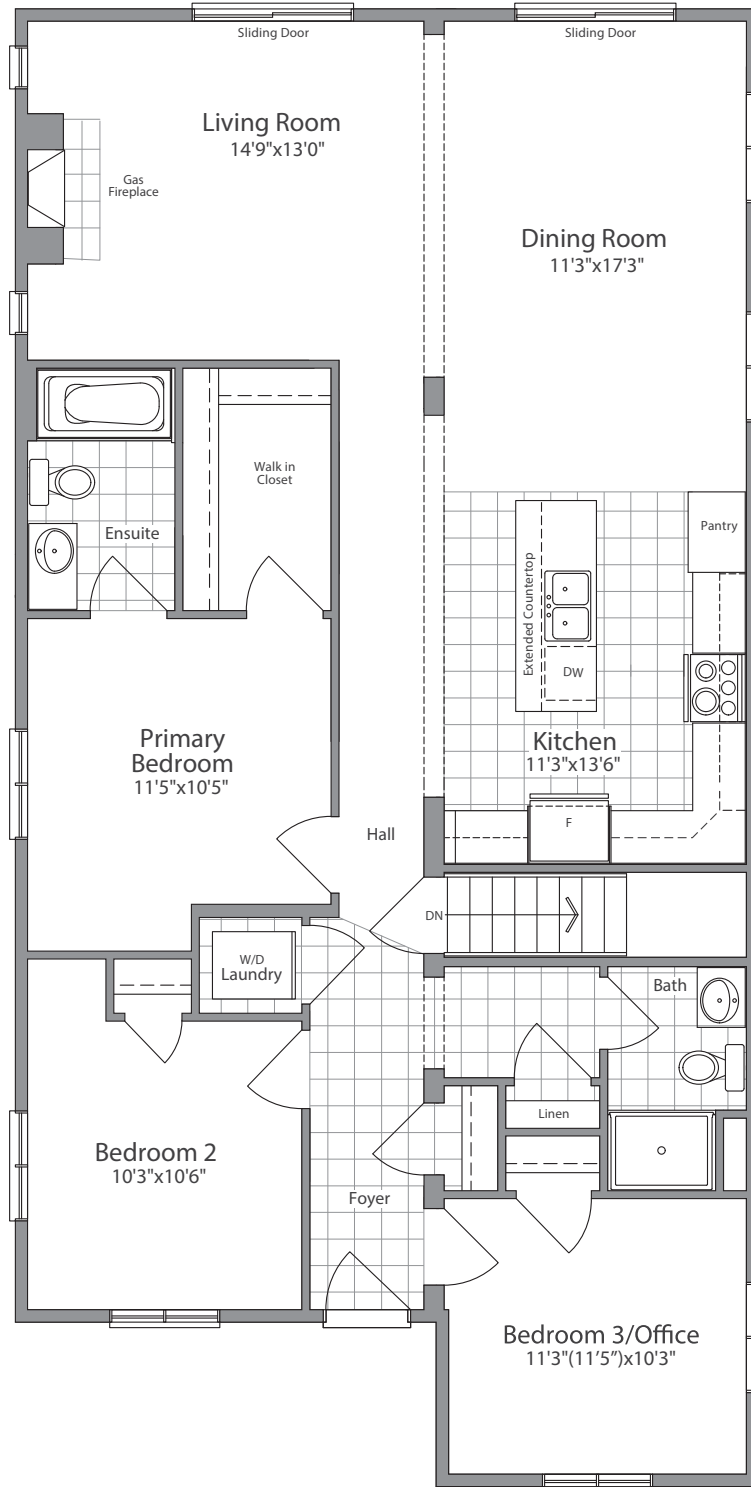 Sliding Door
Sliding Door
Living Room
14'9"x13'0"
Gas
Fireplace
Dining Room
11'3"x17'3"
Walk in
Closet
Ensuite
Pantry
Extended Countertop
DW
Primary
Bedroom
11'5"x10'5"
Kitchen
11'3"x13'6"
F
Hall
DN
W/D
Laundry
Bath
Linen
Bedroom 2
10'3"x10'6"
Foyer
Bedroom 3/Office
11'3"(11'5")x10'3"